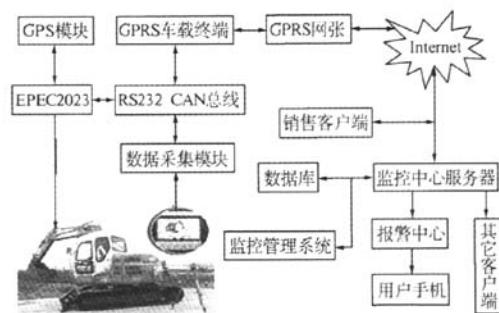 GPS模块
GPRS车载终端
GPRS网张
Internet
EPEC2023
RS232 CAN总线
销售客户端
数据采集模块
数据库
监控中心服务器
监控管理系统
报警中心
其它客户端
用户手机